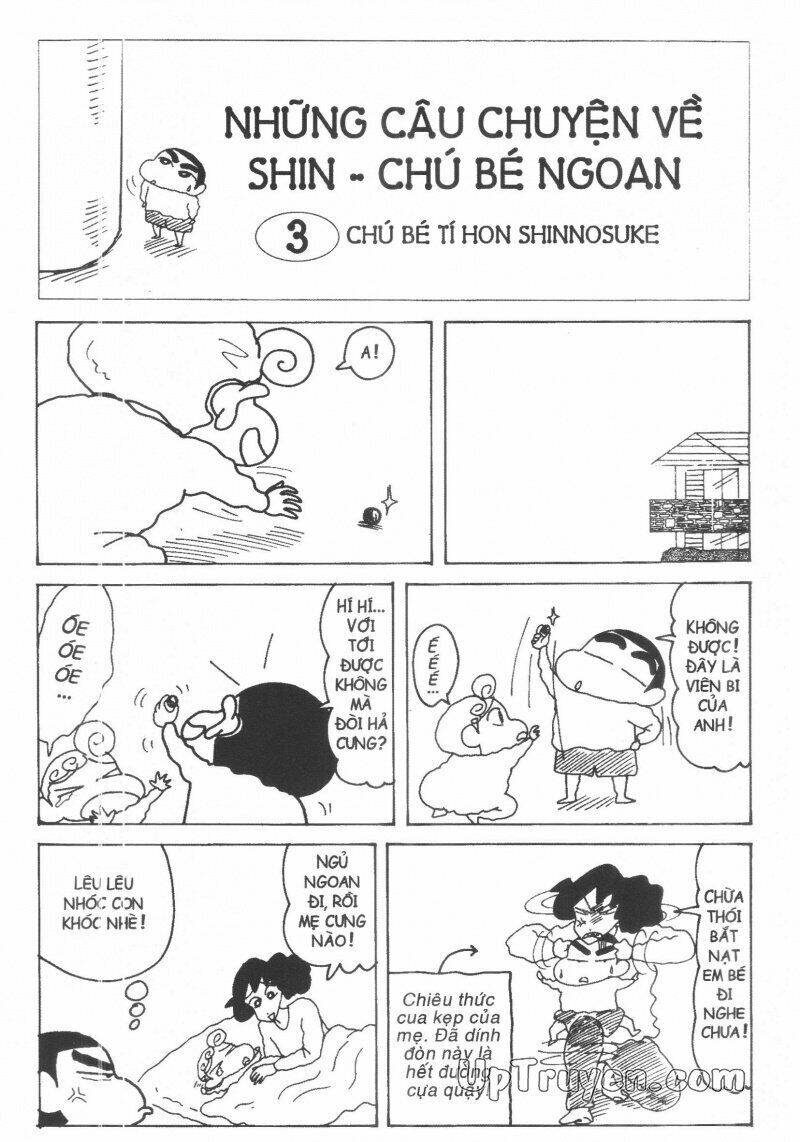 NHỮNG CÂU CHUYỆN VỀ
SHIN - CHÚ BÉ NGOAN
3 CHÚ BÉ TÍ HON SHINNOSUKE
A!
KHÔNG
ĐƯỢC!
ĐÂY LÀ
VIÊN BI
CỦA
ANH!
Ế
Ế
Ế...
HÍ HÍ...
VỚI
TỚI
ĐƯỢC
KHÔNG
MÀ
ĐÒI HẢ
CƯNG?
ÓE
ÓE
ÓE
...
CHỪA
THÓI
BẮT
NẠT
EM BÉ
ĐI
NGHE
CHƯA!
Chiêu thức
cua kẹp của
mẹ. Đã dính
đòn này là
hết đường
cựa quậy!
NGỦ
NGOAN
ĐI, RỒI
MẸ CƯNG
NÀO!
LÊU LÊU
NHÓC CON
KHÓC NHÈ!
UpTruyen.com